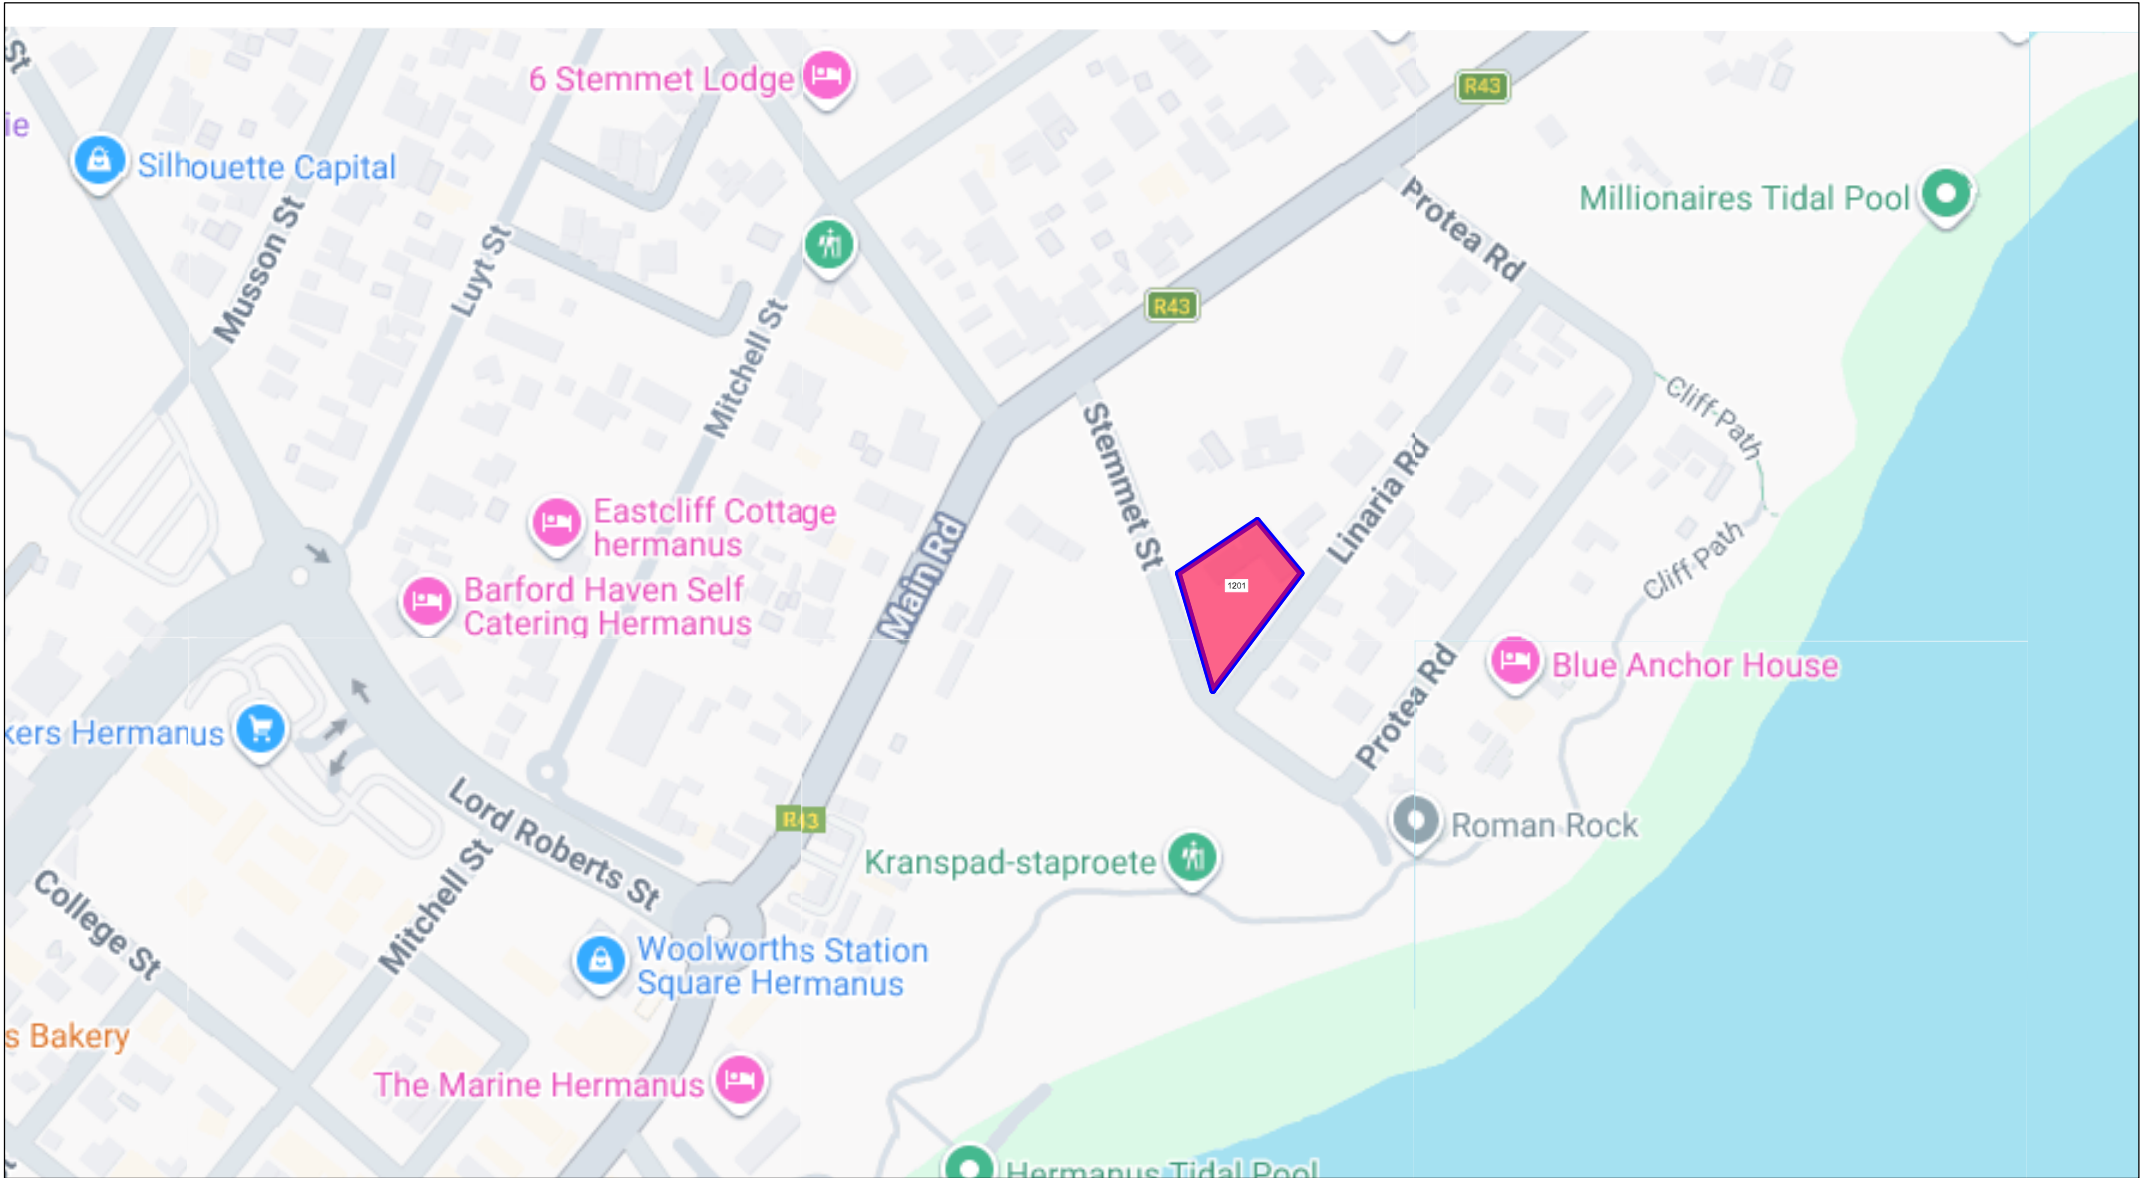 St
6 Stemmet Lodge
R43
ie
Silhouette Capital
Musson St
Luyt St
Mitchell St
Protea Rd
Millionaires Tidal Pool
R43
Stemmet St
Linaria Rd
Cliff Path
Cliff Path
Eastcliff Cottage
hermanus
Main Rd
Barford Haven Self
Catering Hermanus
1201
Protea Rd
Blue Anchor House
kers Hermanus
Lord Roberts St
R43
Roman Rock
Kranspad-staproete
College St
Mitchell St
Woolworths Station
Square Hermanus
s Bakery
The Marine Hermanus
Hermanus Tidal Pool